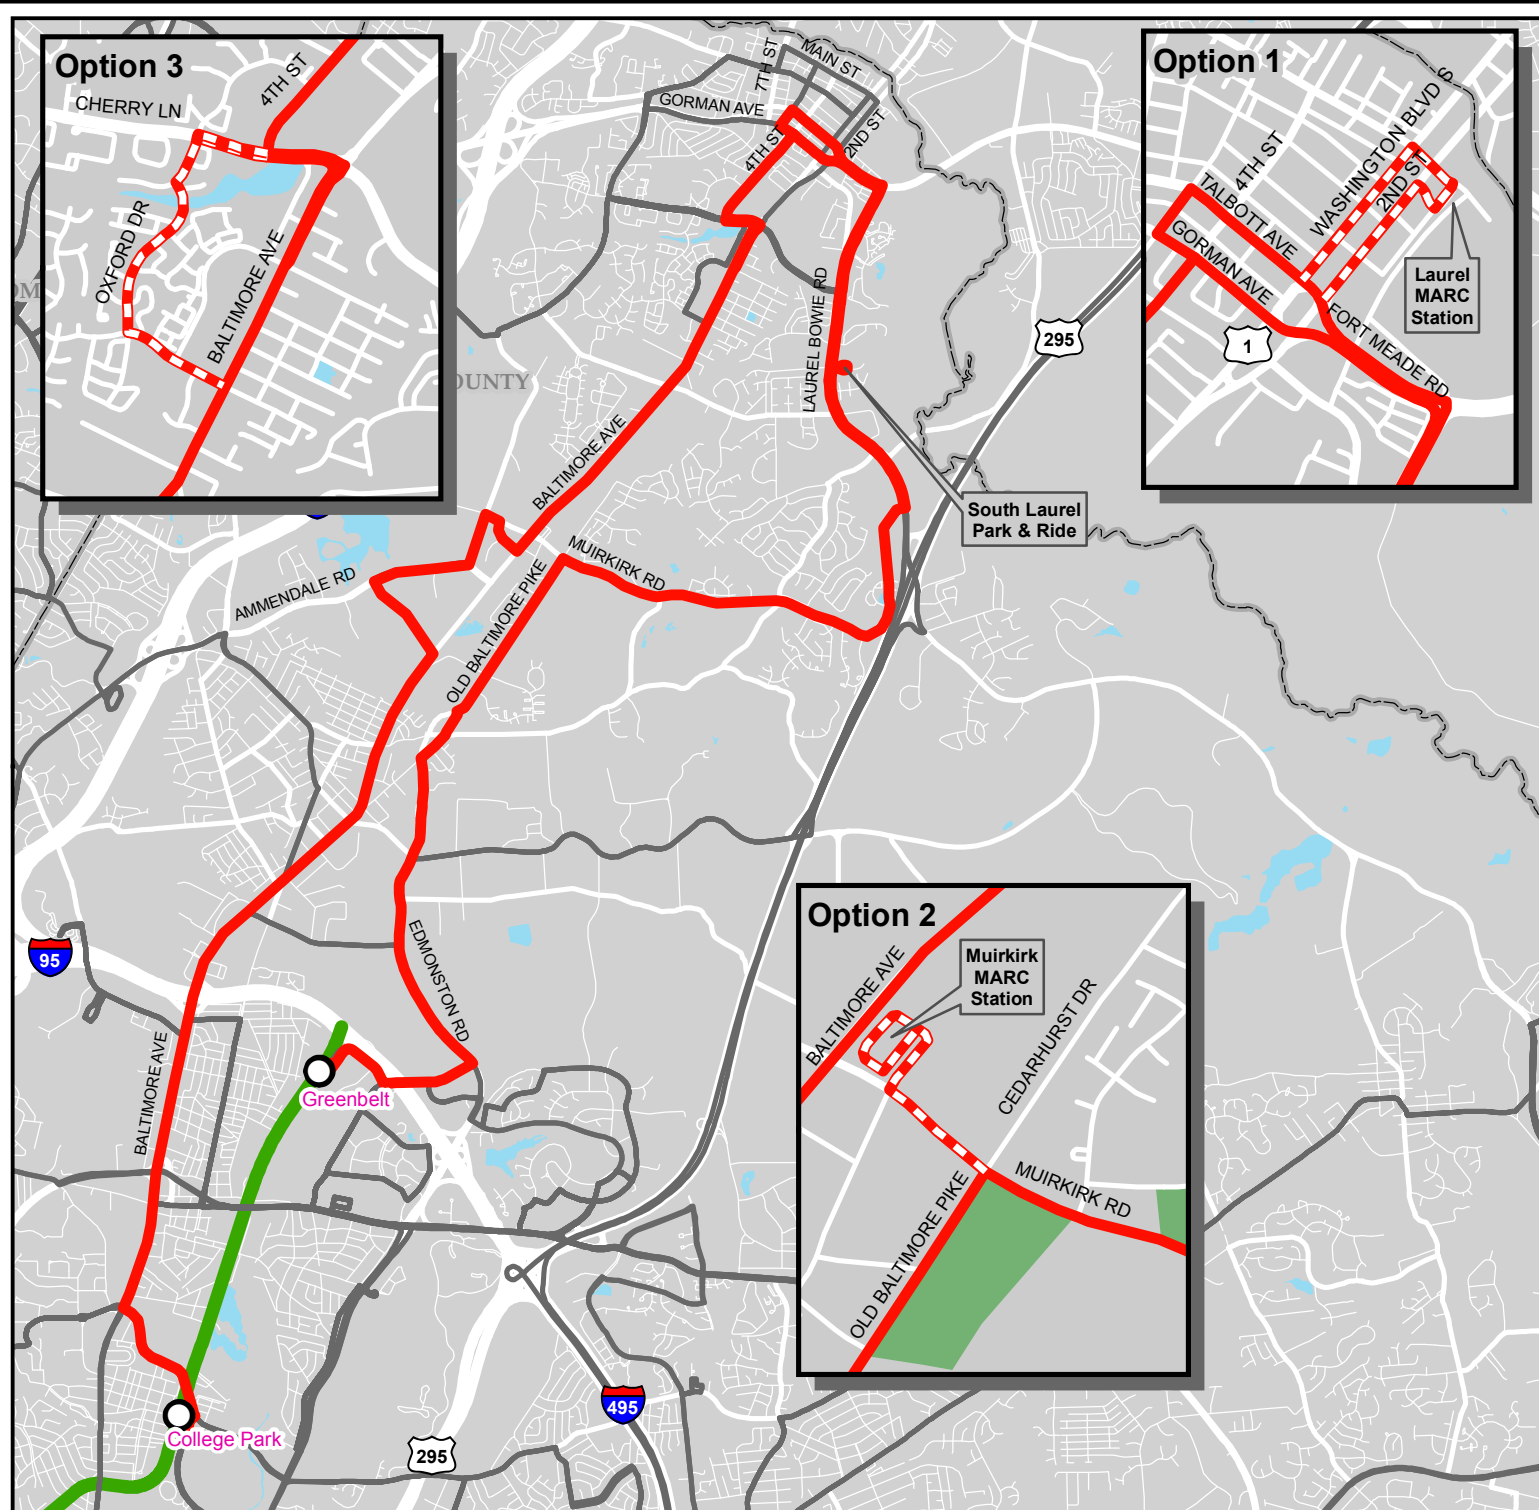 Option 3
4TH ST
CHERRY LN
OXFORD DR
BALTIMORE AVE
7TH ST
MAIN ST
GORMAN AVE
4TH ST
2ND ST
Option 1
WASHINGTON BLVD S
4TH ST
2ND ST
TALBOTT AVE
GORMAN AVE
Laurel
MARC
Station
FORT MEADE RD
1
295
LAUREL BOWIE RD
OUNTY
BALTIMORE AVE
South Laurel
Park & Ride
MUIRKIRK RD
AMMENDALE RD
OLD BALTIMORE PIKE
Option 2
BALTIMORE AVE
Muirkirk
MARC
Station
CEDARHURST DR
MUIRKIRK RD
OLD BALTIMORE PIKE
95
EDMONSTON RD
BALTIMORE AVE
Greenbelt
College Park
495
295